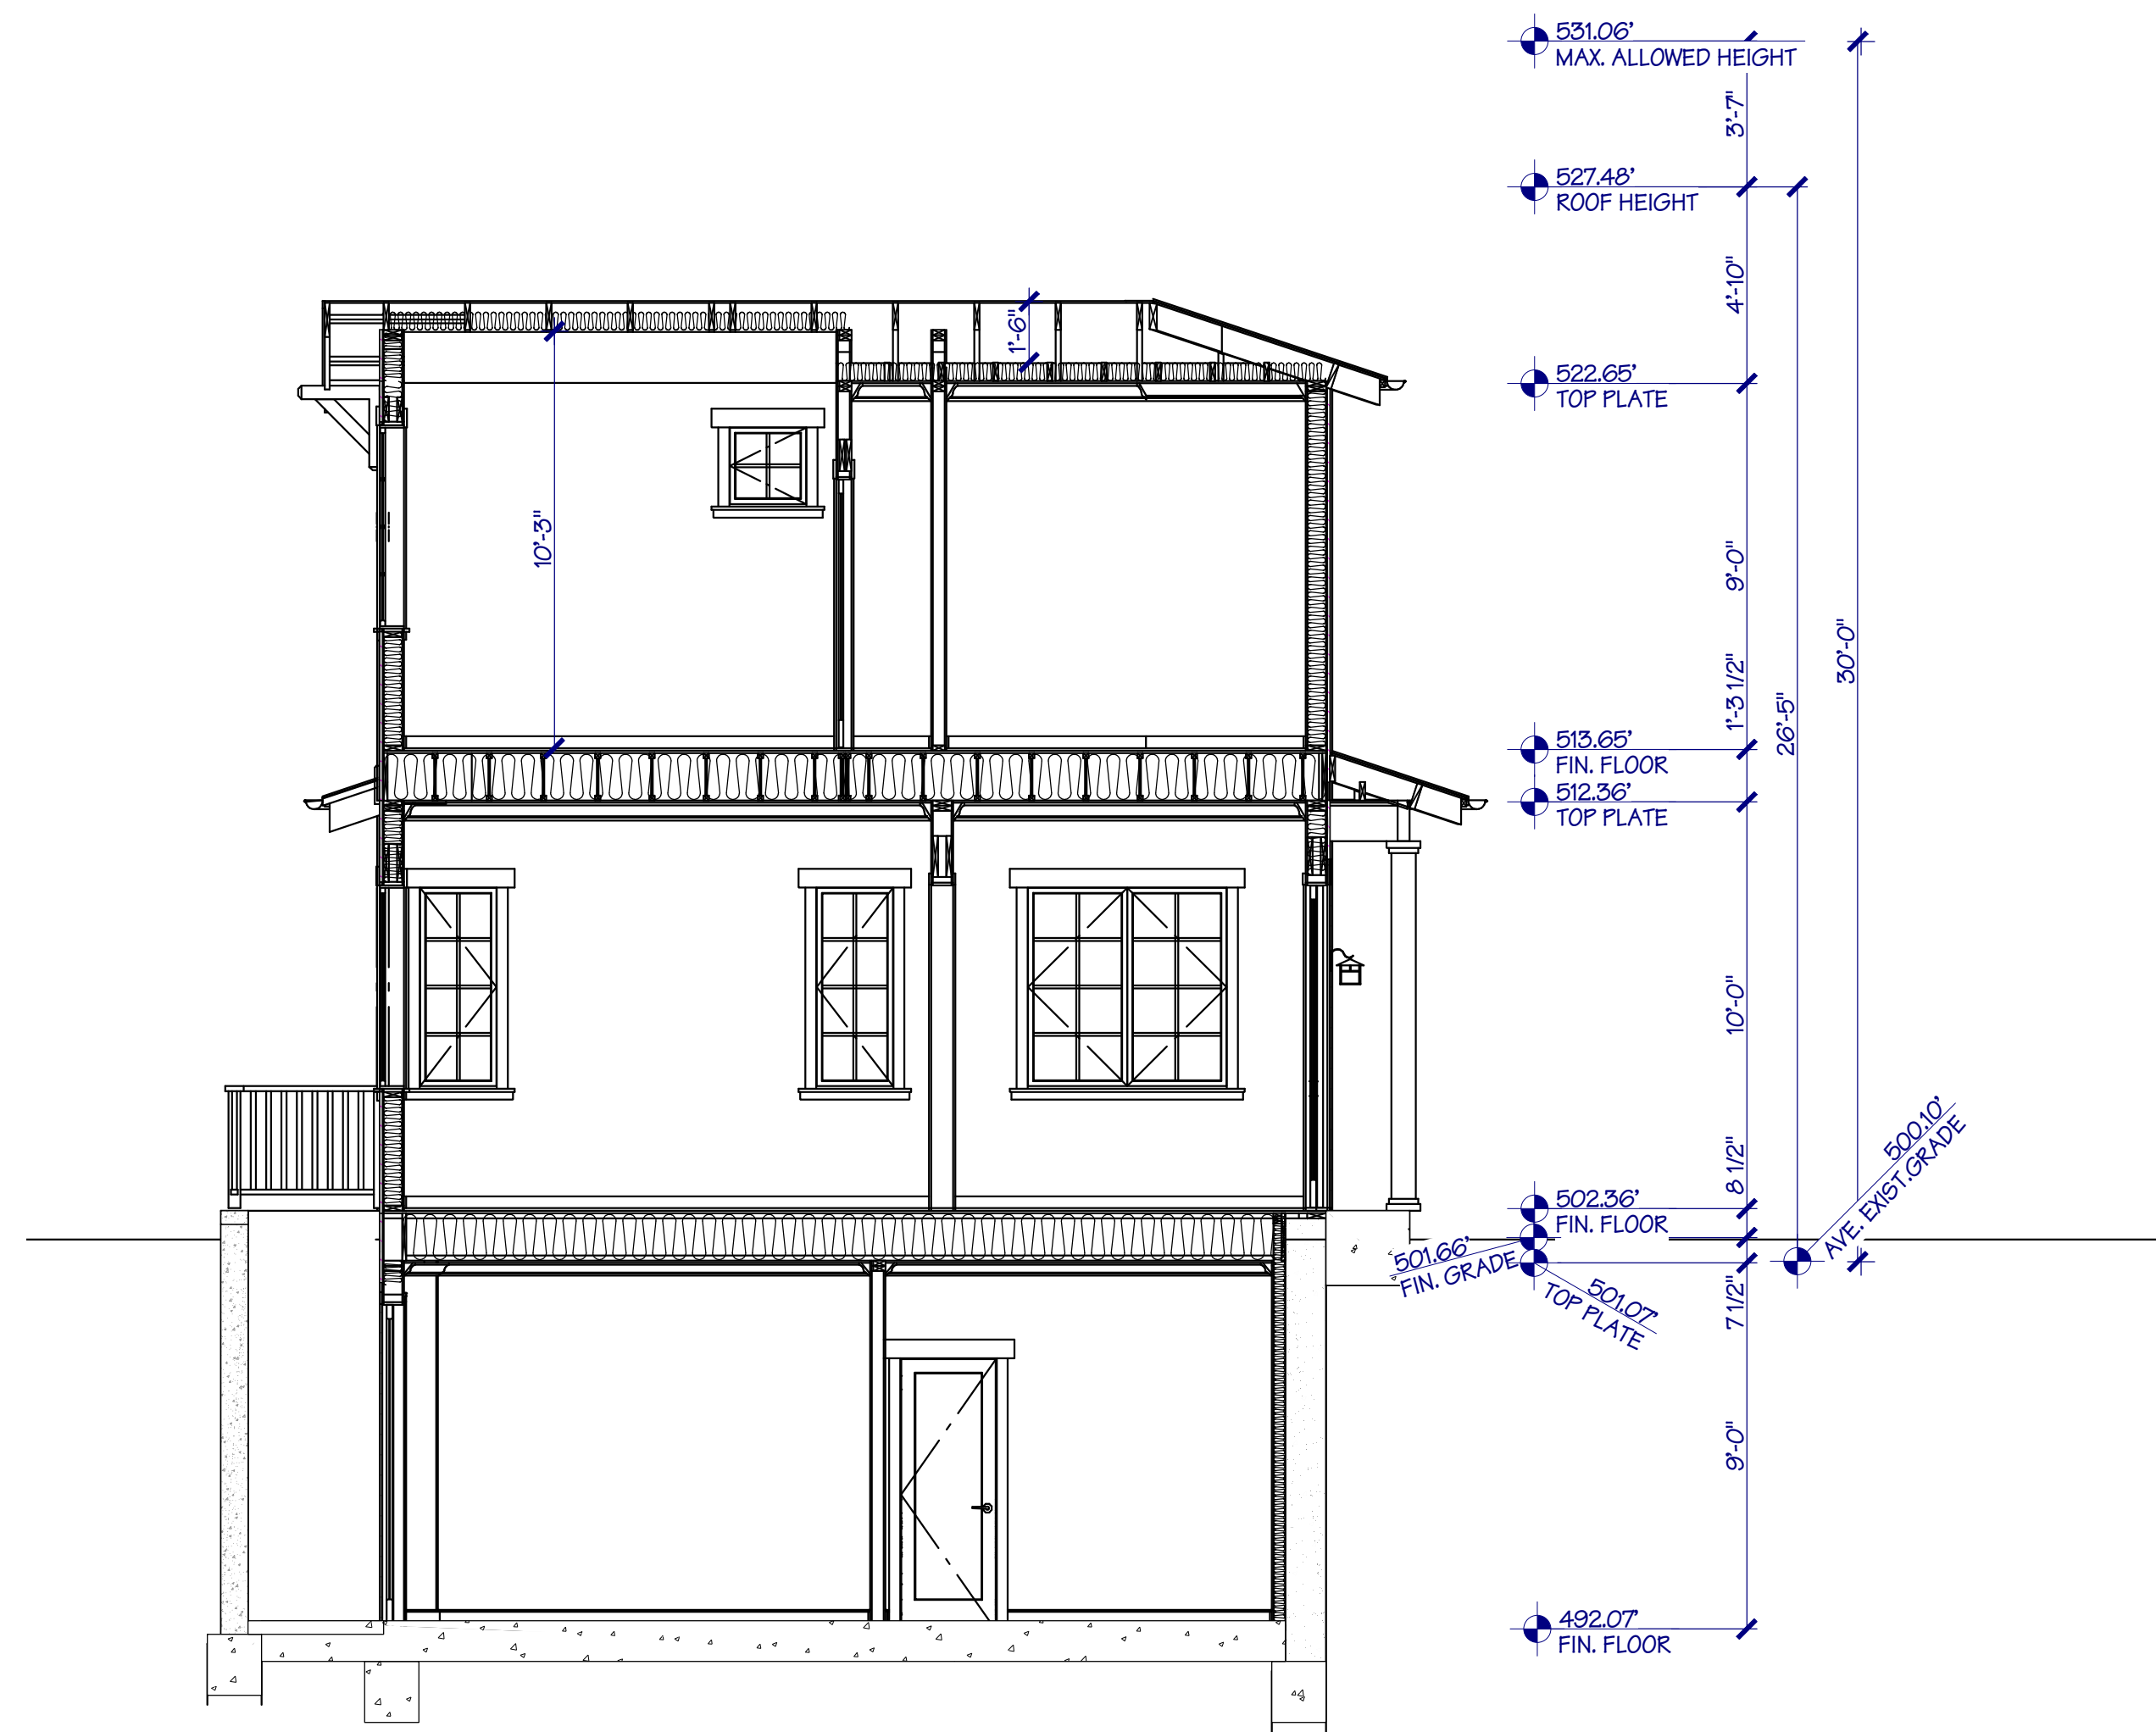 531.06'
MAX. ALLOWED HEIGHT
3'-7"
527.48'
ROOF HEIGHT
4'-10"
1'-6"
522.65'
TOP PLATE
10'-3"
9'-0"
30'-0"
1'-3 1/2"
26'-5"
513.65'
FIN. FLOOR
512.36'
TOP PLATE
10'-0"
8 1/2"
500.10'
AVE. EXIST.GRADE
502.36'
FIN. FLOOR
501.66'
FIN. GRADE
501.07'
TOP PLATE
7 1/2"
9'-0"
492.07'
FIN. FLOOR